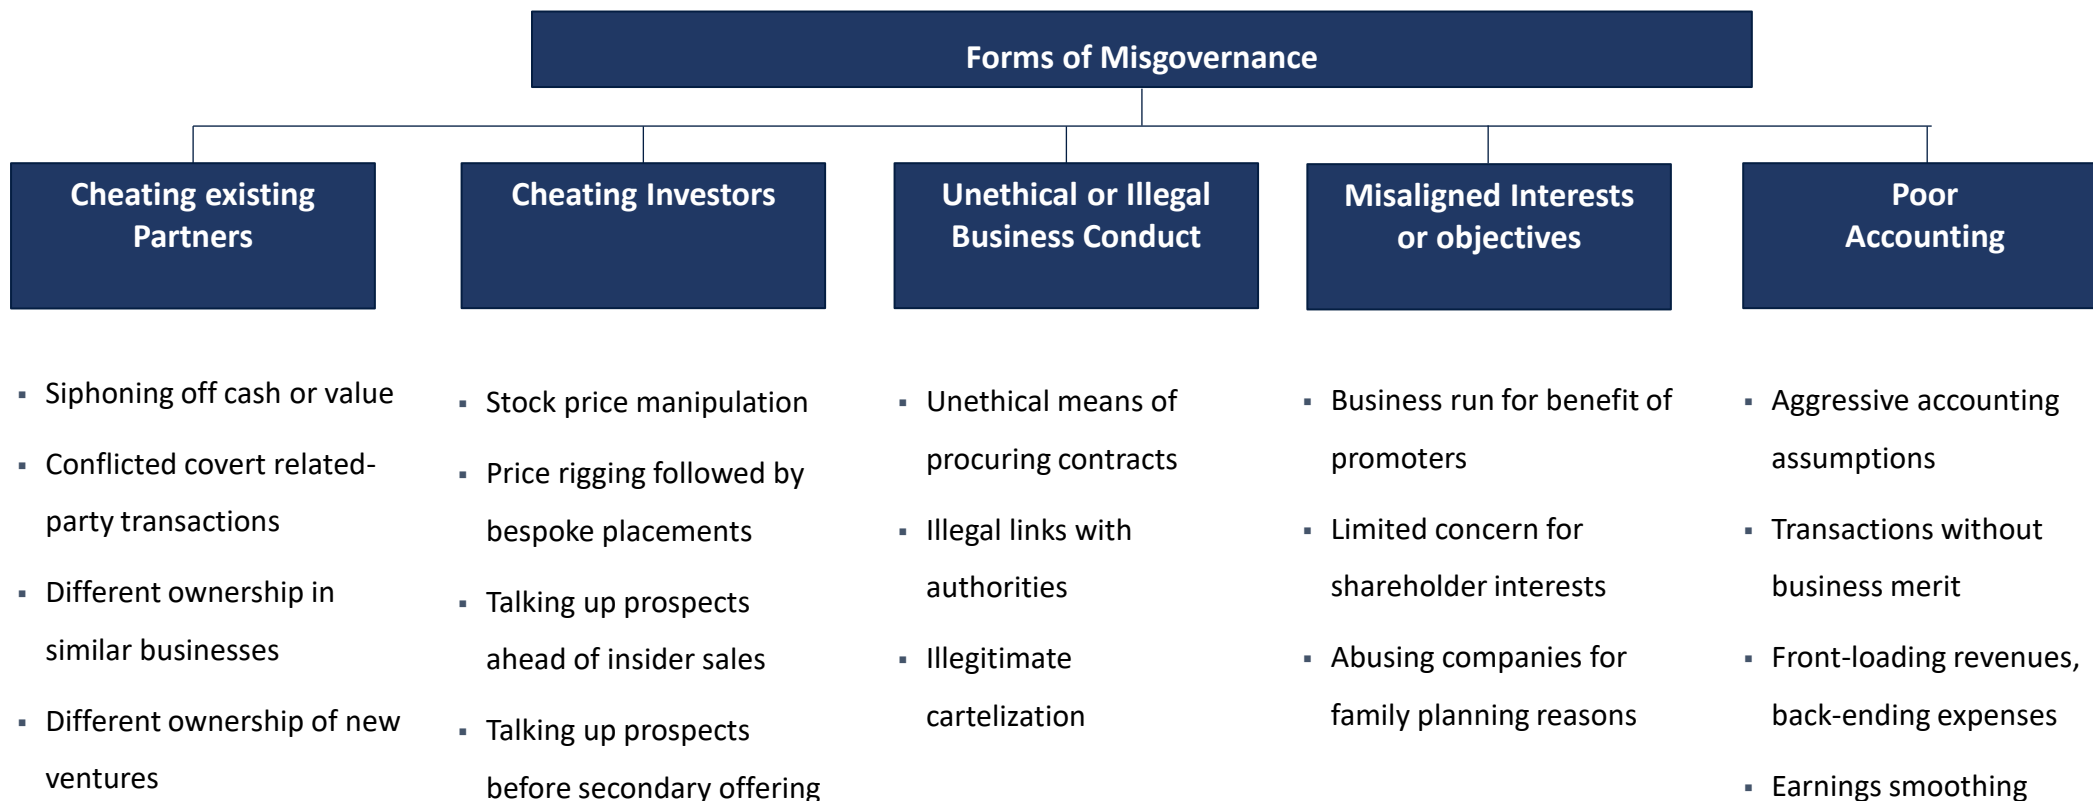 Forms of Misgovernance
Cheating existing
Partners
Cheating Investors
Unethical or Illegal
Business Conduct
Misaligned Interests
or objectives
Poor
Accounting
▪ Siphoning off cash or value
▪ Conflicted covert related-
party transactions
▪ Different ownership in
similar businesses
▪ Different ownership of new
ventures
▪ Stock price manipulation
▪ Price rigging followed by
bespoke placements
▪ Talking up prospects
ahead of insider sales
▪ Talking up prospects
before secondary offering
▪ Unethical means of
procuring contracts
▪ Illegal links with
authorities
▪ Illegitimate
cartelization
▪ Business run for benefit of
promoters
▪ Limited concern for
shareholder interests
▪ Abusing companies for
family planning reasons
▪ Aggressive accounting
assumptions
▪ Transactions without
business merit
▪ Front-loading revenues,
back-ending expenses
▪ Earnings smoothing